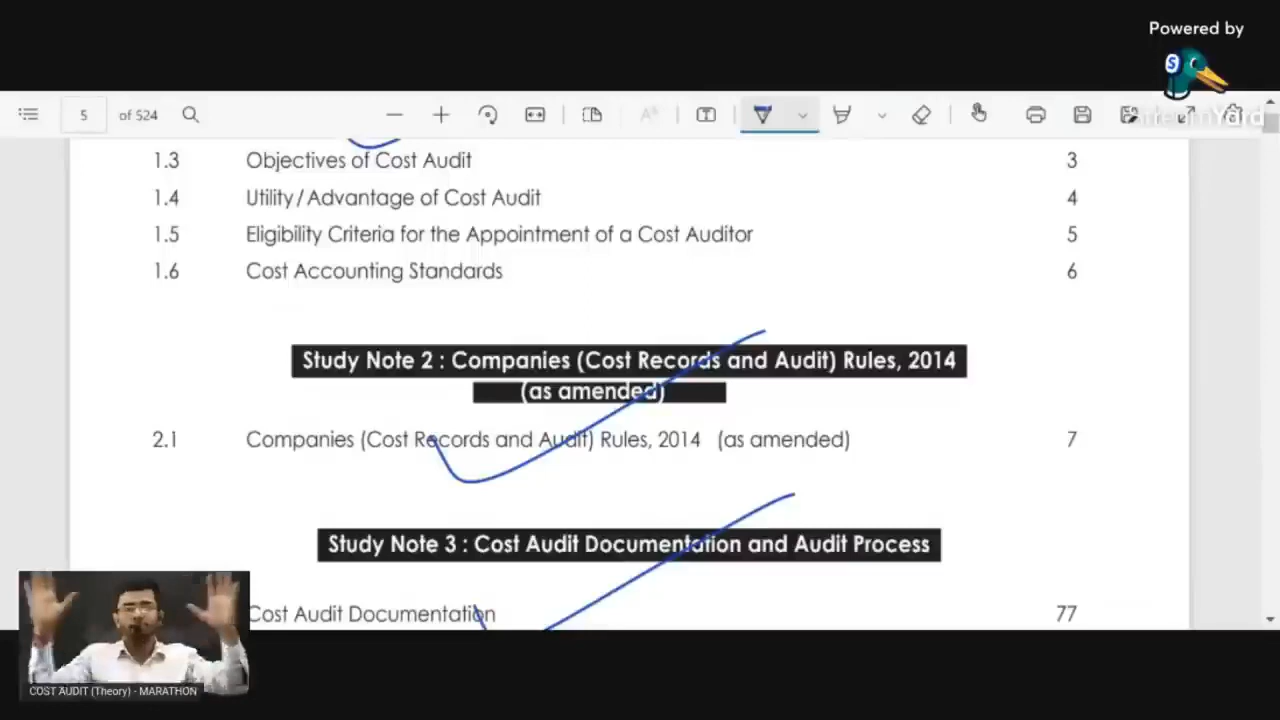 Powered by
S
5 of 524
1.3 Objectives of Cost Audit 3
1.4 Utility/Advantage of Cost Audit 4
1.5 Eligibility Criteria for the Appointment of a Cost Auditor 5
1.6 Cost Accounting Standards 6
Study Note 2 : Companies (Cost Records and Audit) Rules, 2014
(as amended)
2.1 Companies (Cost Records and Audit) Rules, 2014 (as amended) 7
Study Note 3 : Cost Audit Documentation and Audit Process
Cost Audit Documentation 77
COST AUDIT (Theory) - MARATHON